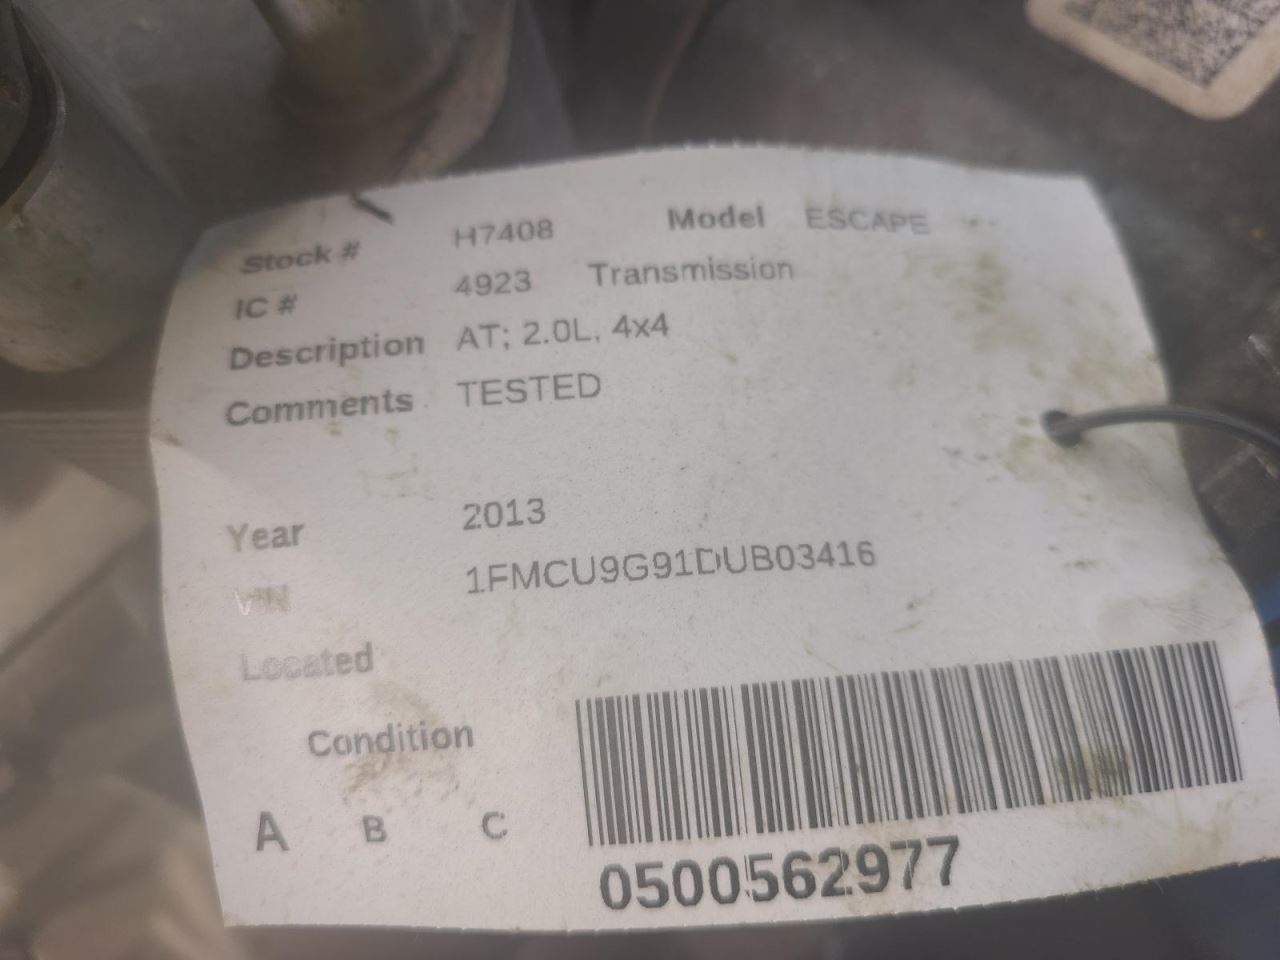 Stock # H7408 Model ESCAPE
IC # 4923 Transmission
Description AT; 2.0L, 4x4
Comments TESTED
Year 2013
VIN 1FMCU9G91DUB03416
Located
Condition
A B C
0500562977